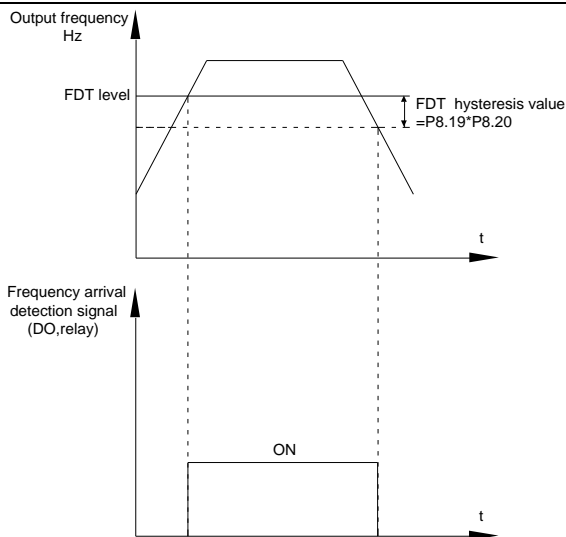 Output frequency
Hz
FDT level
FDT hysteresis value
=P8.19*P8.20
t
Frequency arrival
detection signal
(DO,relay)
ON
t